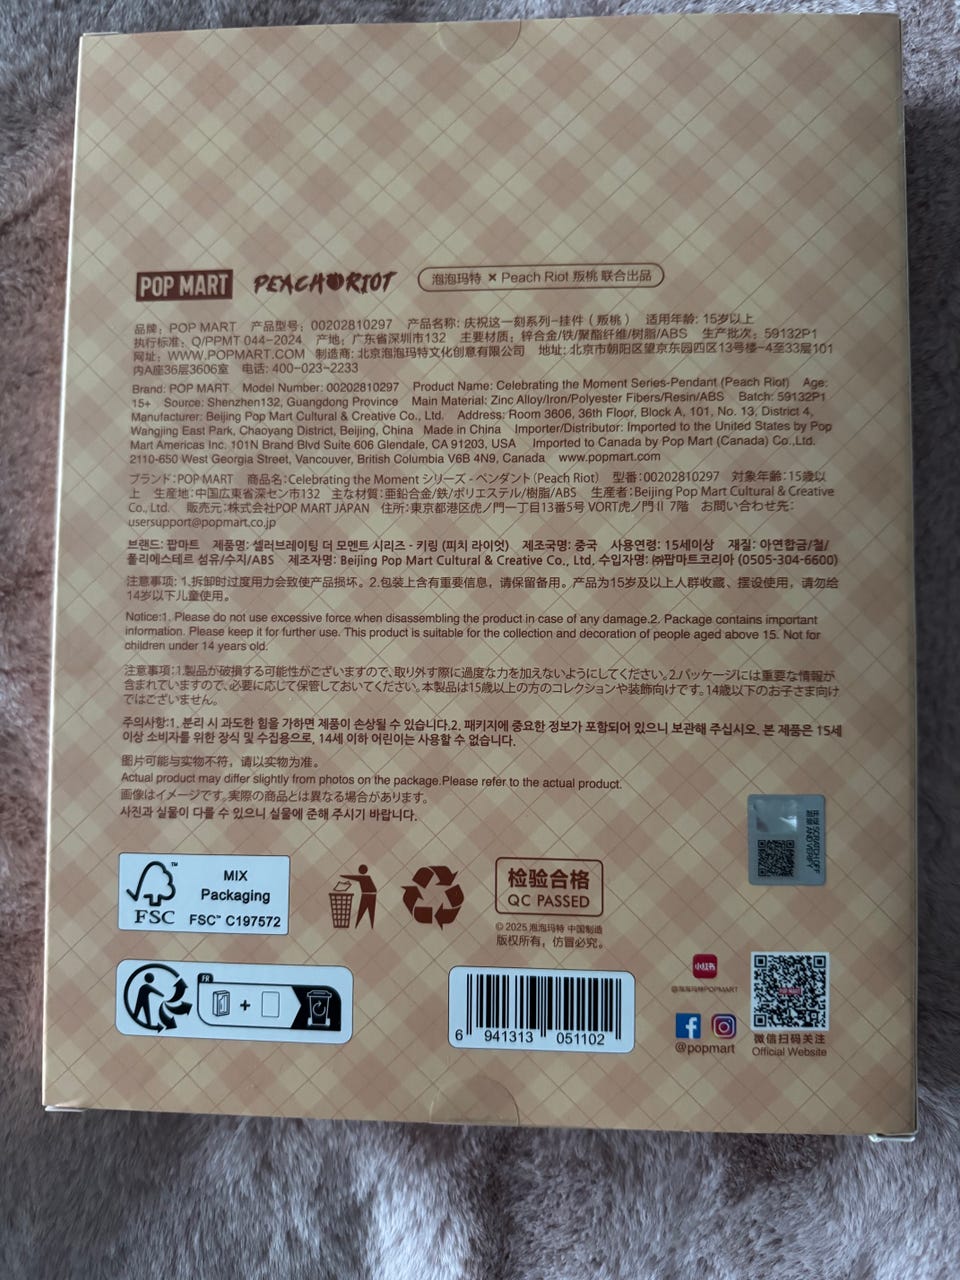 POP MART PEACH RIOT 泡泡玛特 × Peach Riot 叛桃 联合出品
品牌：POP MART 产品型号：00202810297 产品名称：庆祝这一刻系列-挂件（叛桃） 适用年龄：15岁以上
执行标准：Q/PPMT 044-2024 产地：广东省深圳市132 主要材质：锌合金/铁/聚酯纤维/树脂/ABS 生产批次：59132P1
网址：WWW.POPMART.COM 制造商：北京泡泡玛特文化创意有限公司 地址：北京市朝阳区望京东园四区13号楼-4至33层101
内A座36层3606室 电话：400-023-2233
Brand: POP MART Model Number: 00202810297 Product Name: Celebrating the Moment Series-Pendant (Peach Riot) Age:
15+ Source: Shenzhen132, Guangdong Province Main Material: Zinc Alloy/Iron/Polyester Fibers/Resin/ABS Batch: 59132P1
Manufacturer: Beijing Pop Mart Cultural & Creative Co., Ltd. Address: Room 3606, 36th Floor, Block A, 101, No. 13, District 4,
Wangjing East Park, Chaoyang District, Beijing, China Made in China Importer/Distributor: Imported to the United States by Pop
Mart Americas Inc. 101N Brand Blvd Suite 606 Glendale, CA 91203, USA Imported to Canada by Pop Mart (Canada) Co.,Ltd.
2110-650 West Georgia Street, Vancouver, British Columbia V6B 4N9, Canada www.popmart.com
ブランド：POP MART 商品名：Celebrating the Moment シリーズ - ペンダント（Peach Riot） 型番：00202810297 対象年齢：15歳以
上 生産地：中国広東省深セン市132 主な材質：亜鉛合金/鉄/ポリエステル/樹脂/ABS 生産者：Beijing Pop Mart Cultural & Creative
Co., Ltd. 販売元：株式会社POP MART JAPAN 住所：東京都港区虎ノ門一丁目13番5号 VORT虎ノ門Ⅱ 7階 お問い合わせ先：
usersupport@popmart.co.jp
브랜드: 팝마트 제품명: 셀러브레이팅 더 모멘트 시리즈 - 키링 (피치 라이엇) 제조국명: 중국 사용연령: 15세이상 재질: 아연합금/철/
폴리에스테르 섬유/수지/ABS 제조자명: Beijing Pop Mart Cultural & Creative Co., Ltd. 수입자명: ㈜팝마트코리아 (0505-304-6600)
注意事项：1.拆卸时过度用力会致使产品损坏。2.包装上含有重要信息，请保留备用。产品为15岁及以上人群收藏、摆设使用，请勿给
14岁以下儿童使用。
Notice:1. Please do not use excessive force when disassembling the product in case of any damage.2. Package contains important
information. Please keep it for further use. This product is suitable for the collection and decoration of people aged above 15. Not for
children under 14 years old.
注意事項：1.製品が破損する可能性がございますので、取り外す際に過度な力を加えないようにしてください。2.パッケージには重要な情報が
含まれていますので、必要に応じて保管しておいてください。本製品は15歳以上の方のコレクションや装飾向けです。14歳以下のお子さま向け
ではございません。
주의사항:1. 분리 시 과도한 힘을 가하면 제품이 손상될 수 있습니다.2. 패키지에 중요한 정보가 포함되어 있으니 보관해 주십시오. 본 제품은 15세
이상 소비자를 위한 장식 및 수집용으로, 14세 이하 어린이는 사용할 수 없습니다.
图片可能与实物不符，请以实物为准。
Actual product may differ slightly from photos on the package.Please refer to the actual product.
画像はイメージです。実際の商品とは異なる場合があります。
사진과 실물이 다를 수 있으니 실물에 준해 주시기 바랍니다.
SCRATCH OFF
AND VERIFY
FSC™
MIX
Packaging
FSC™ C197572
检验合格
QC PASSED
© 2025 泡泡玛特 中国制造
版权所有，仿冒必究。
FR
+
6 941313 051102
小红书
@泡泡玛特POPMART
@popmart
POP MART
微信扫码关注
Official Website